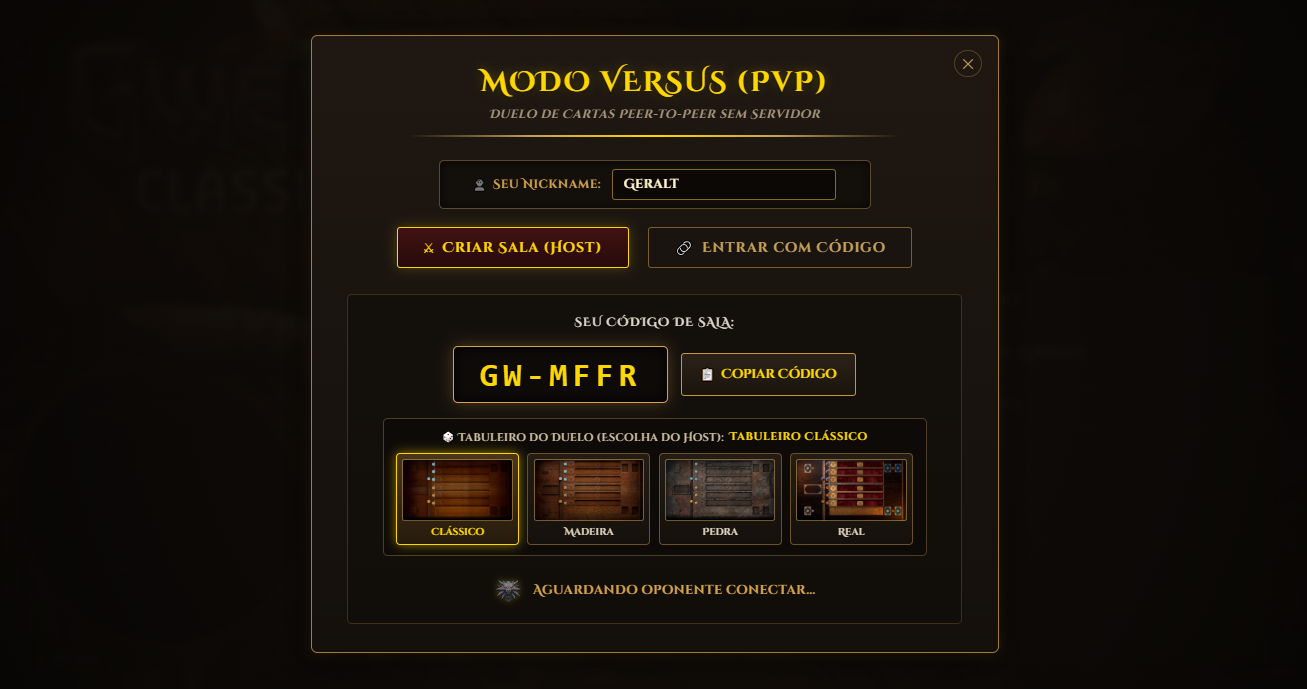 MODO VERSUS (PVP)
Duelo de Cartas Peer-to-Peer sem Servidor
Seu Nickname: Geralt
Criar Sala (Host)
Entrar com Código
Seu Código de Sala:
GW-MFFR
Copiar Código
Tabuleiro do Duelo (Escolha do Host): Tabuleiro Clássico
Clássico
Madeira
Pedra
Real
Aguardando oponente conectar...
CLASSI